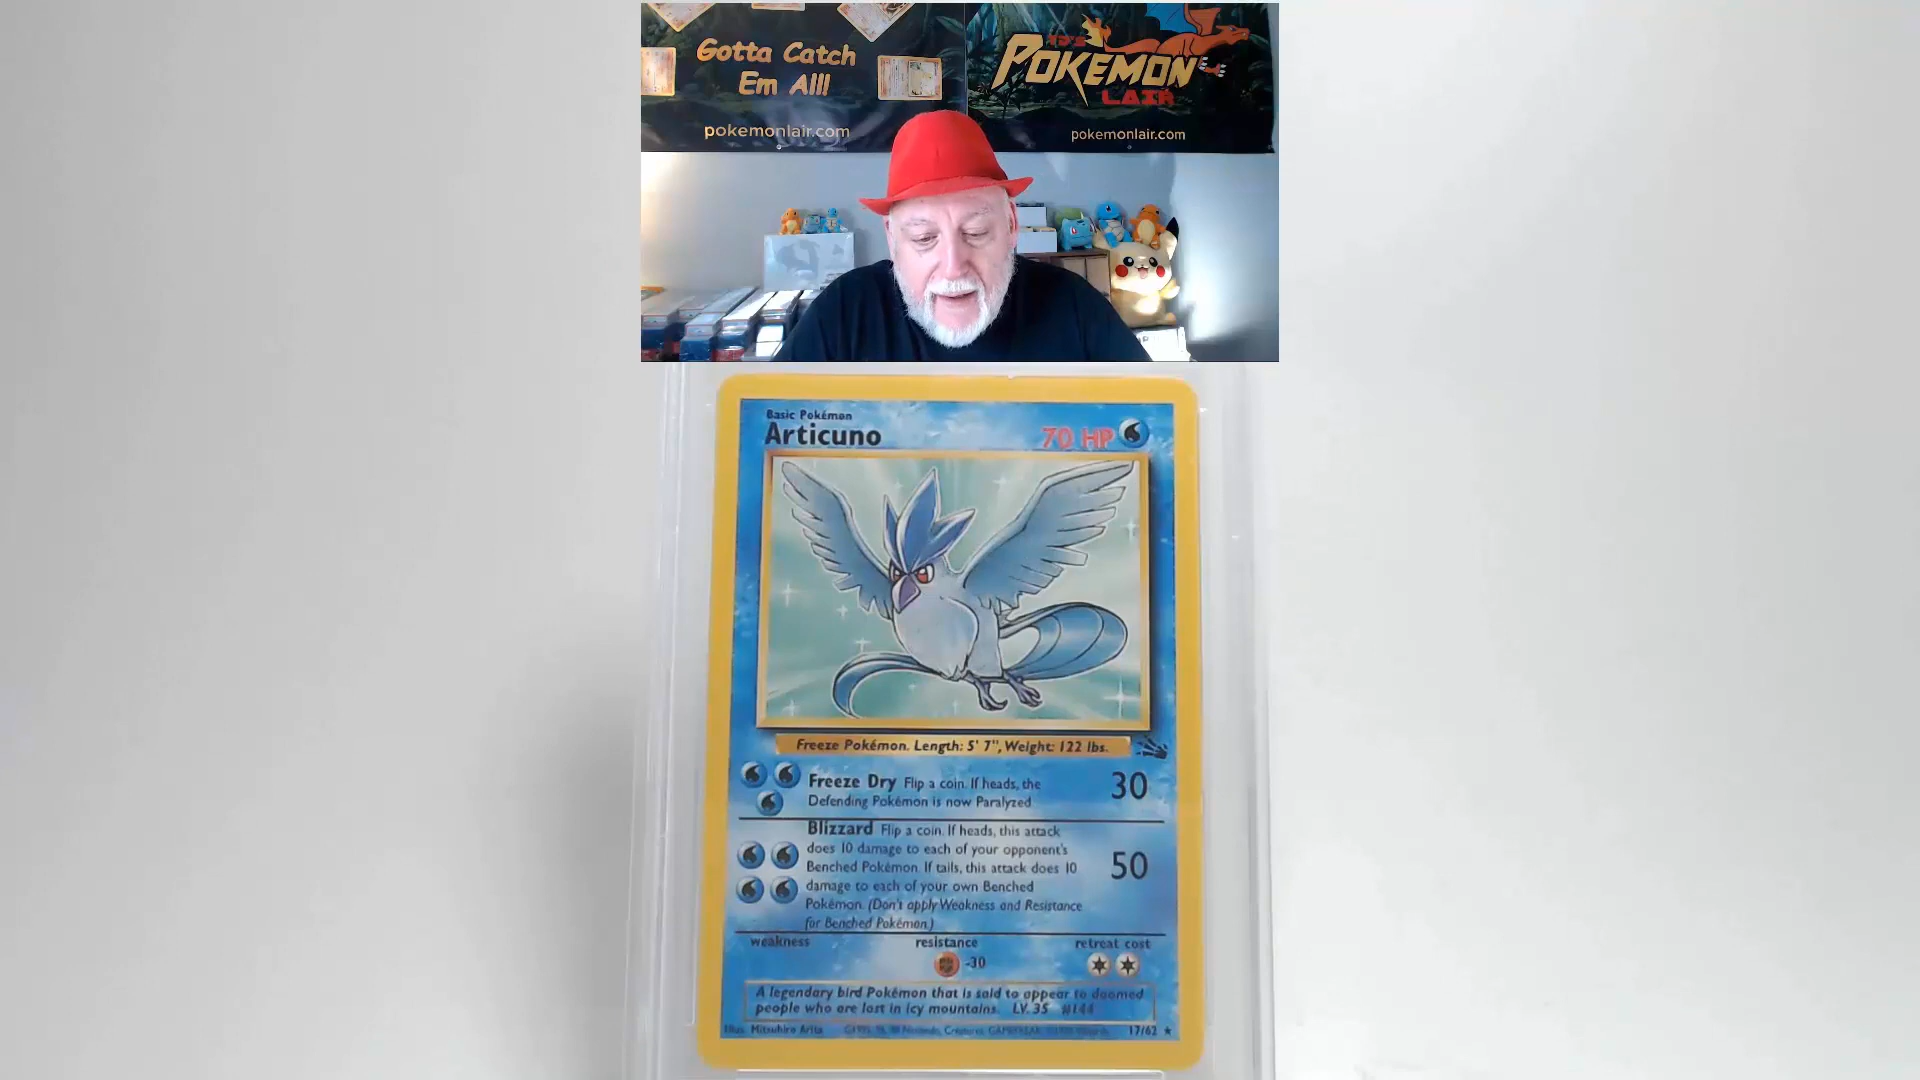 Gotta Catch
Em All!
pokemonlair.com
POKEMON
LAIR
pokemonlair.com
Basic Pokémon
Articuno
70 HP
Freeze Pokémon. Length: 5' 7", Weight: 122 lbs.
Freeze Dry Flip a coin. If heads, the
Defending Pokémon is now Paralyzed.
30
Blizzard Flip a coin. If heads, this attack
does 10 damage to each of your opponent's
Benched Pokémon. If tails, this attack does 10
damage to each of your own Benched
Pokémon. (Don't apply Weakness and Resistance
for Benched Pokémon.)
50
weakness
resistance
retreat cost
-30
A legendary bird Pokémon that is said to appear to doomed
people who are lost in icy mountains. LV. 35 #144
Illus. Mitsuhiro Arita
17/62 ★